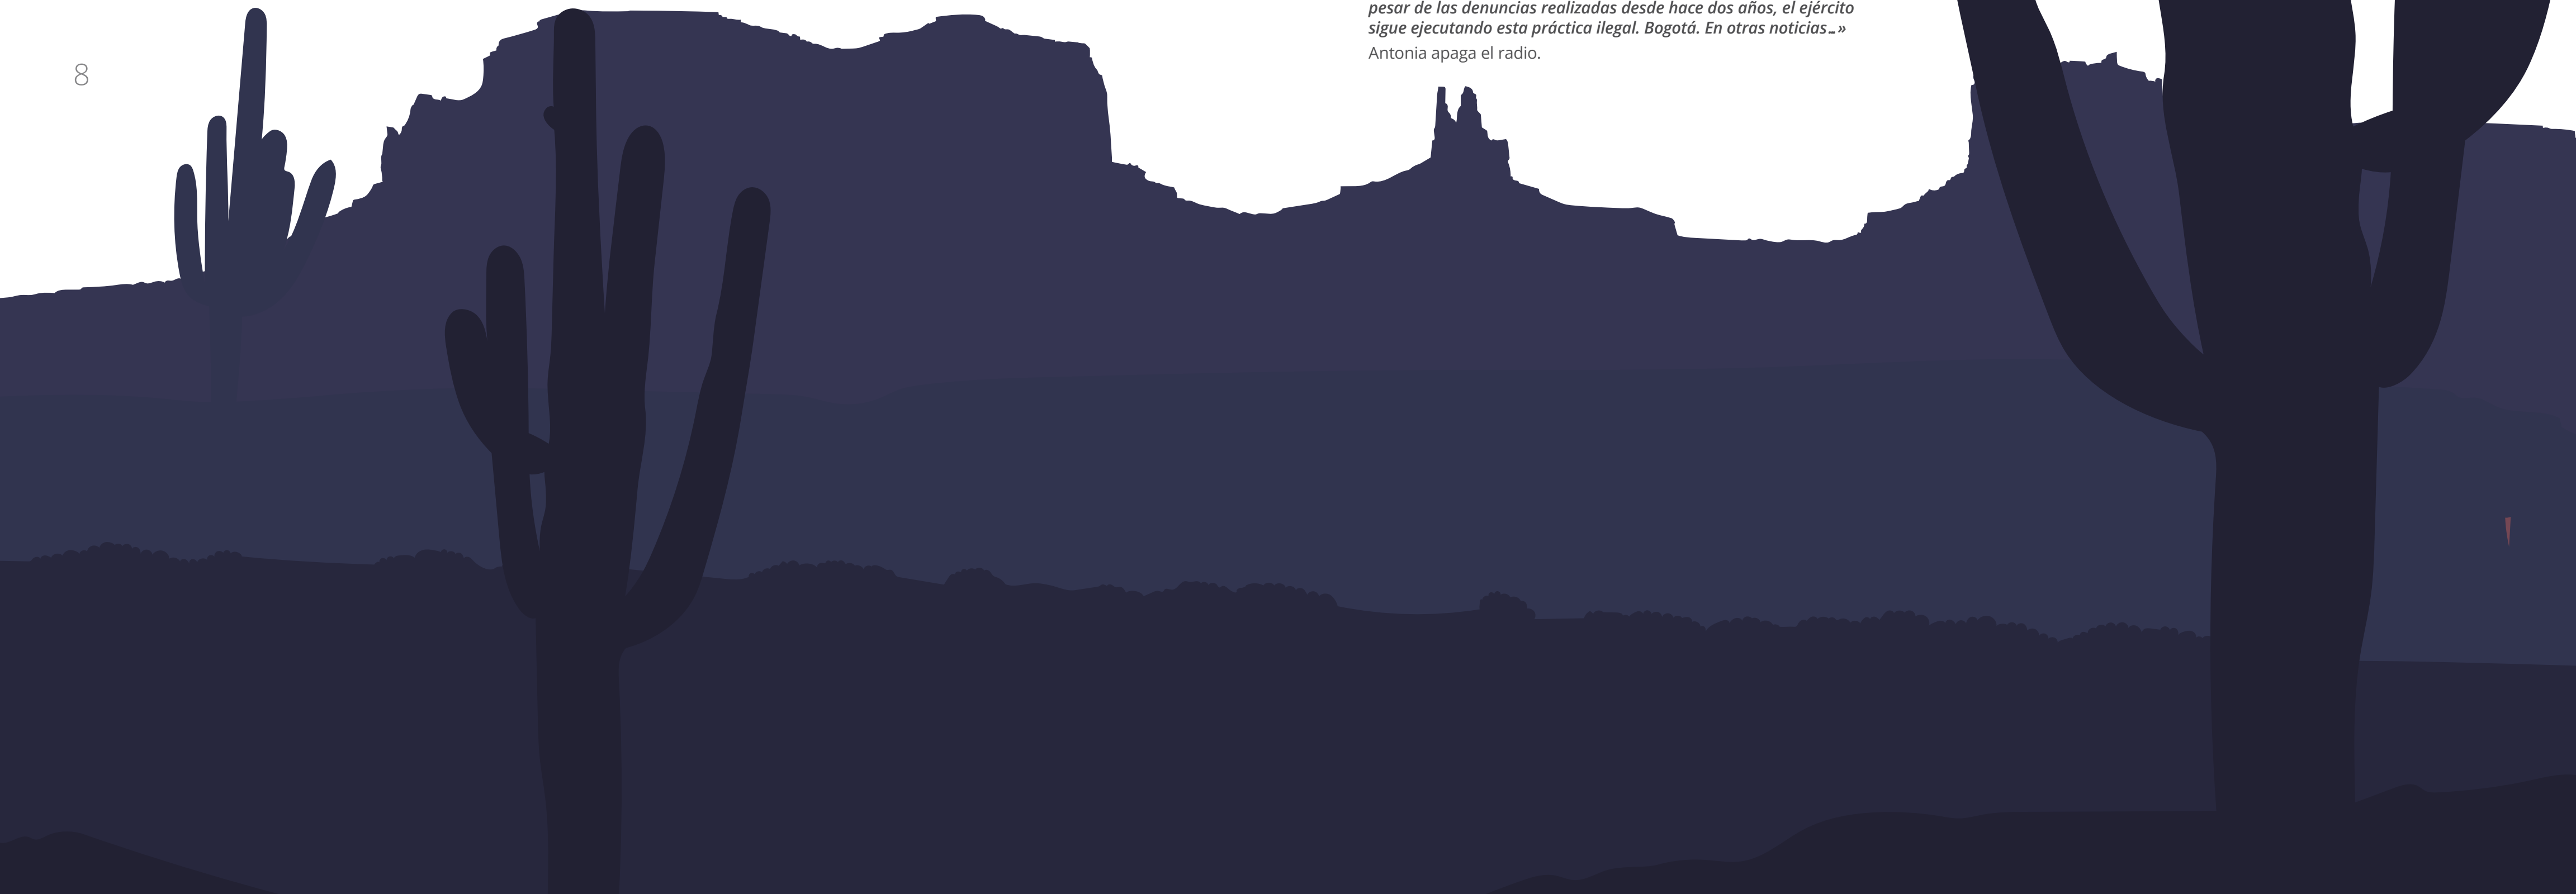 pesar de las denuncias realizadas desde hace dos años, el ejército
sigue ejecutando esta práctica ilegal. Bogotá. En otras noticias...»
Antonia apaga el radio.
8